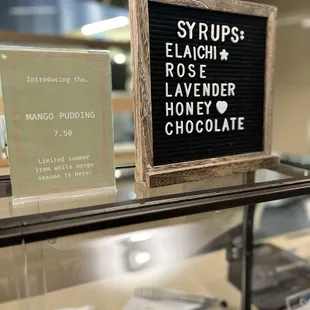 Introducing the...
MANGO PUDDING
7.50
Limited Summer
item while mango
season is here!
SYRUPS:
ELAICHI ★
ROSE
LAVENDER
HONEY ♥
CHOCOLATE